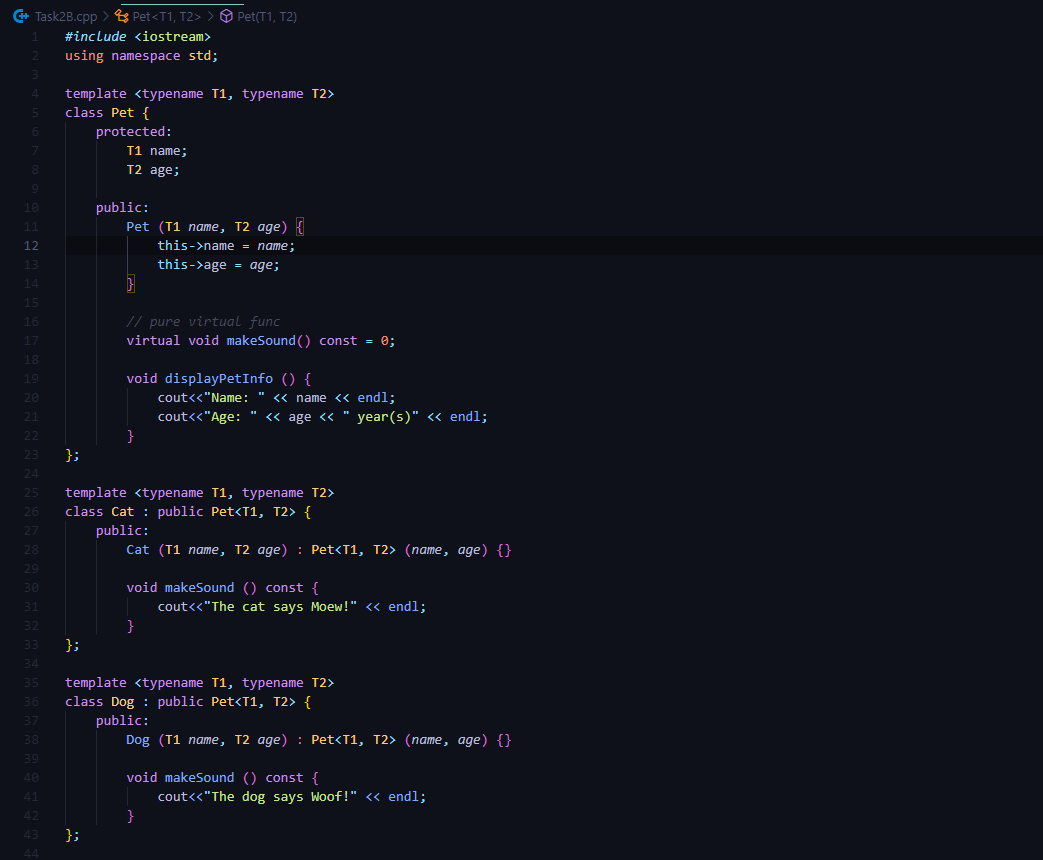 Task2B.cpp > Pet<T1, T2> > Pet(T1, T2)
1 #include <iostream>
2 using namespace std;
3
4 template <typename T1, typename T2>
5 class Pet {
6     protected:
7         T1 name;
8         T2 age;
9
10     public:
11         Pet (T1 name, T2 age) {
12             this->name = name;
13             this->age = age;
14         }
15
16         // pure virtual func
17         virtual void makeSound() const = 0;
18
19         void displayPetInfo () {
20             cout<<"Name: " << name << endl;
21             cout<<"Age: " << age << " year(s)" << endl;
22         }
23 };
24
25 template <typename T1, typename T2>
26 class Cat : public Pet<T1, T2> {
27     public:
28         Cat (T1 name, T2 age) : Pet<T1, T2> (name, age) {}
29
30         void makeSound () const {
31             cout<<"The cat says Moew!" << endl;
32         }
33 };
34
35 template <typename T1, typename T2>
36 class Dog : public Pet<T1, T2> {
37     public:
38         Dog (T1 name, T2 age) : Pet<T1, T2> (name, age) {}
39
40         void makeSound () const {
41             cout<<"The dog says Woof!" << endl;
42         }
43 };
44